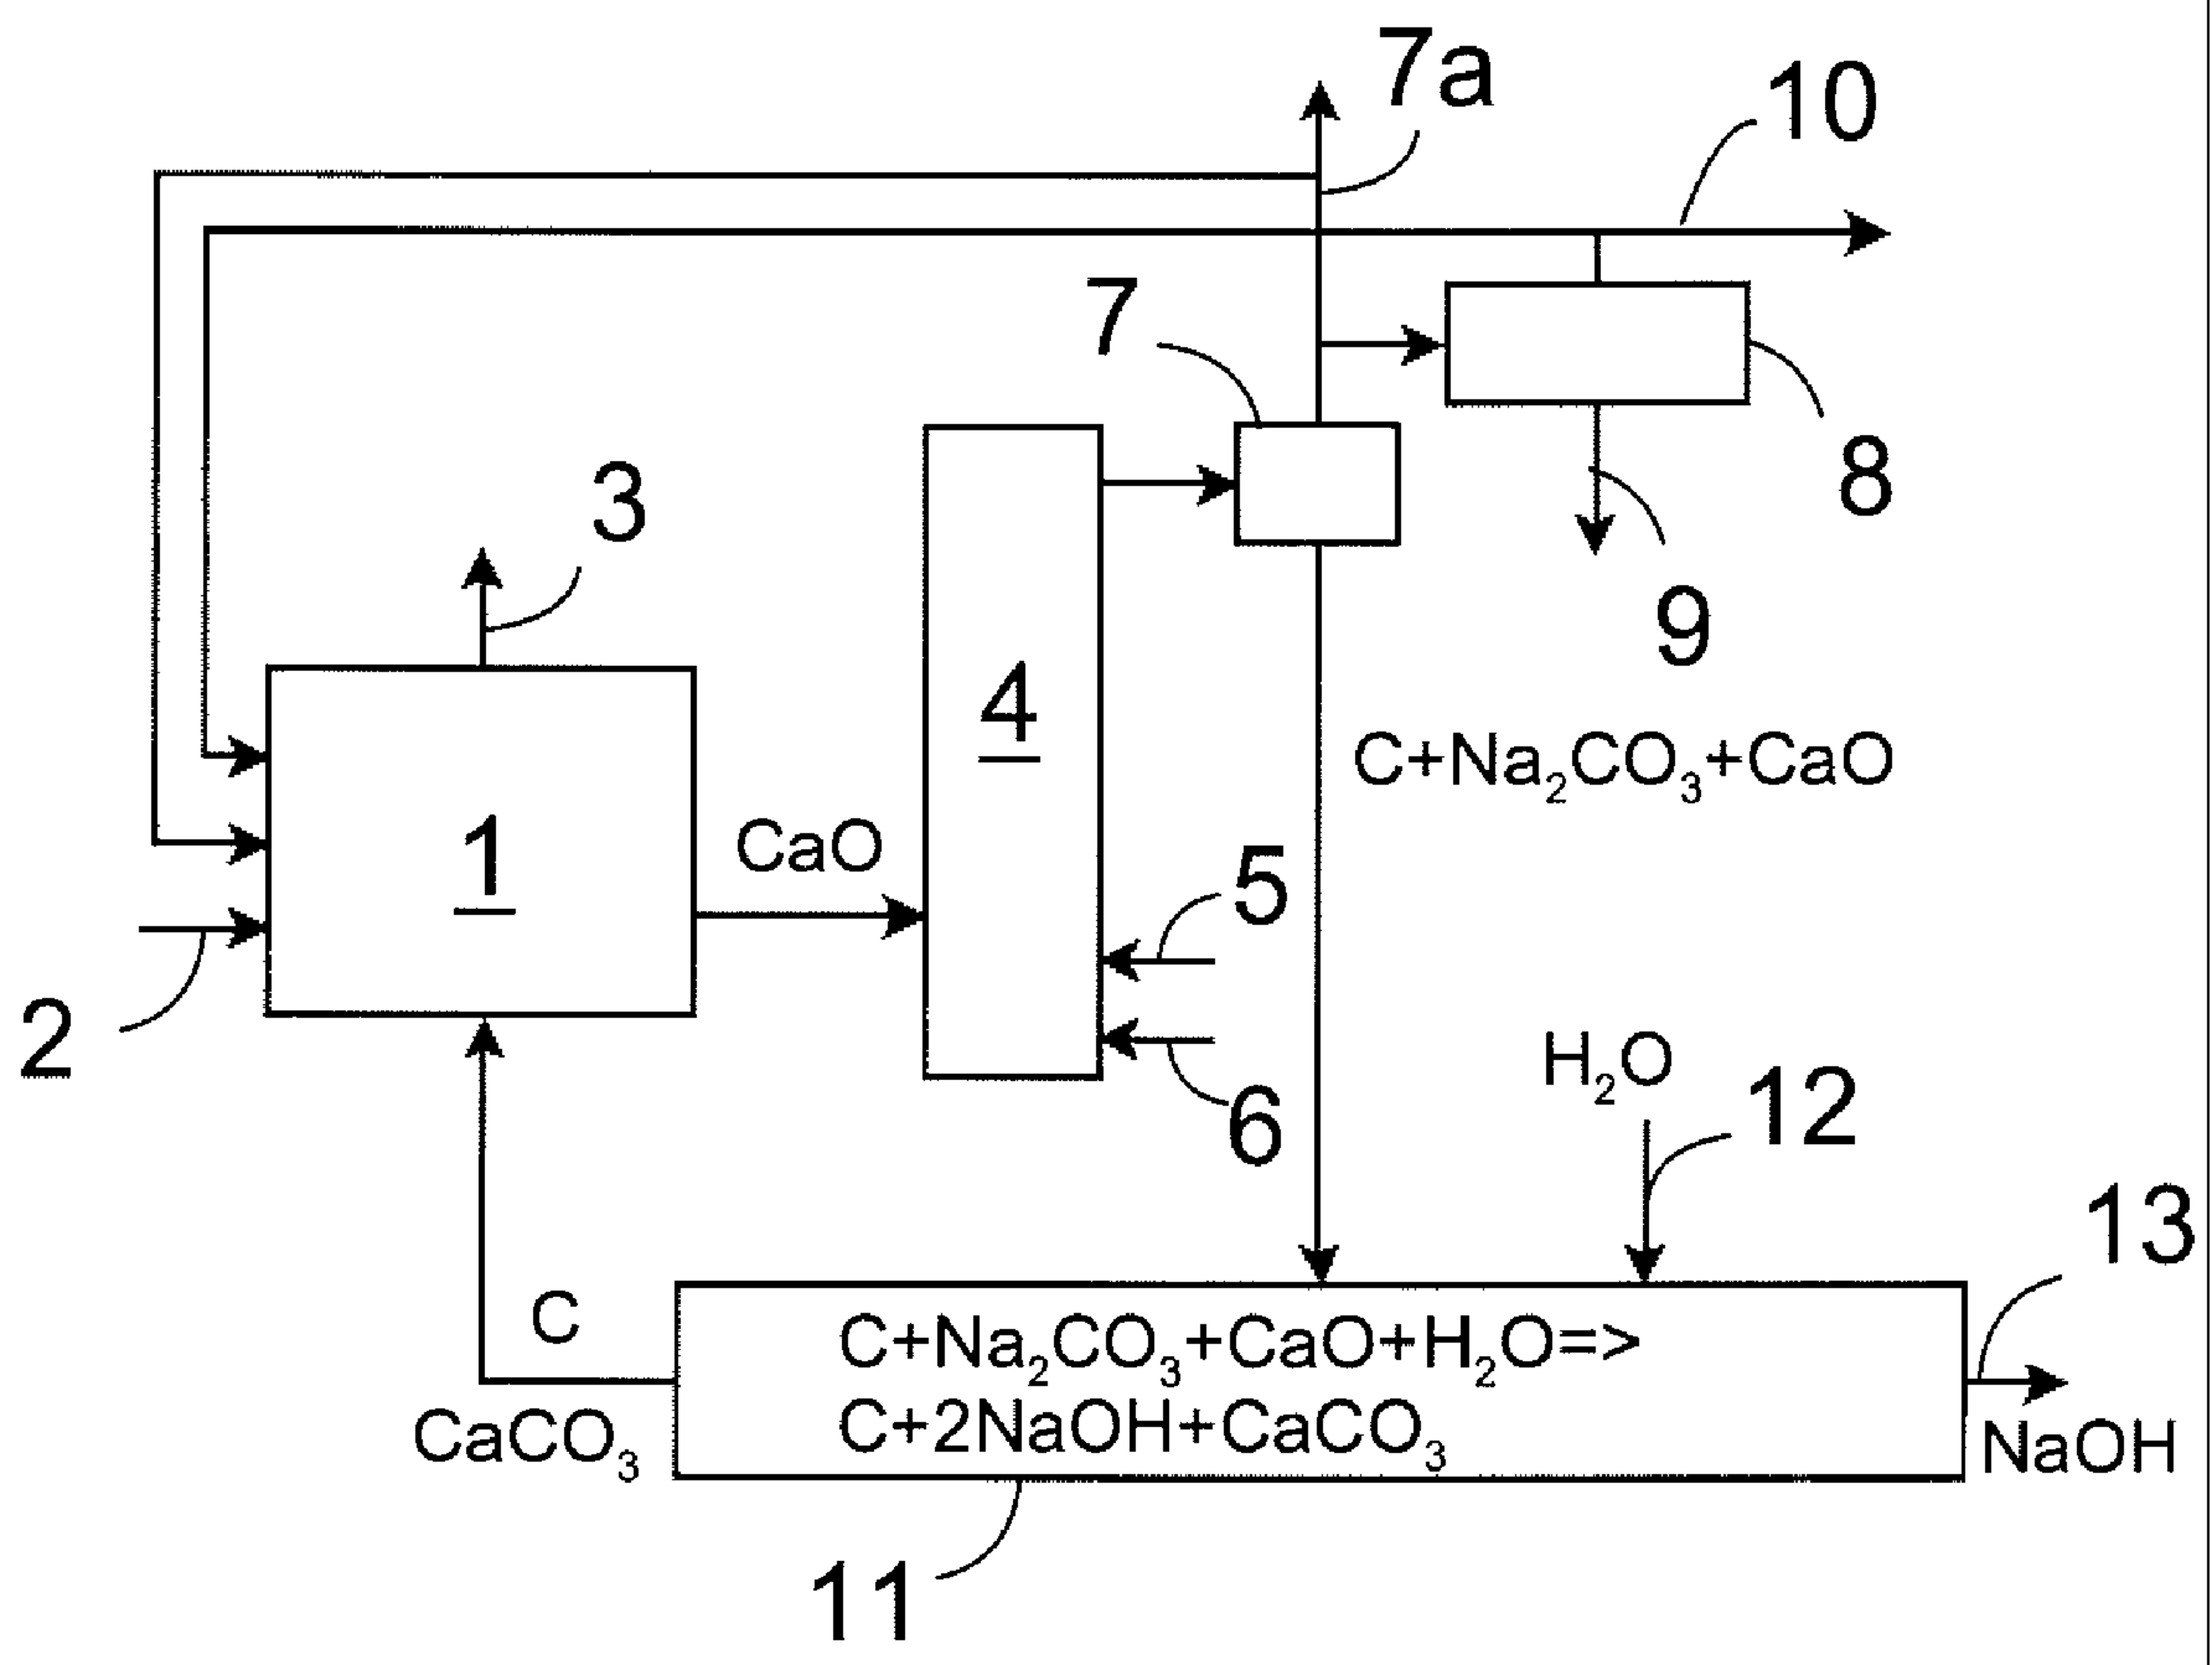 7a
10
7
3
8
4
9
C+Na₂CO₃+CaO
1
CaO
5
2
H₂O
6
12
13
C
C+Na₂CO₃+CaO+H₂O=>
C+2NaOH+CaCO₃
CaCO₃
NaOH
11